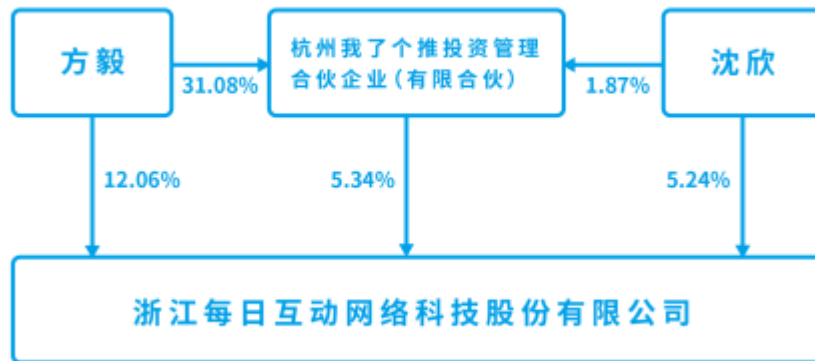 方毅
杭州我了个推投资管理
合伙企业(有限合伙)
沈欣
31.08%
1.87%
12.06%
5.34%
5.24%
浙江每日互动网络科技股份有限公司